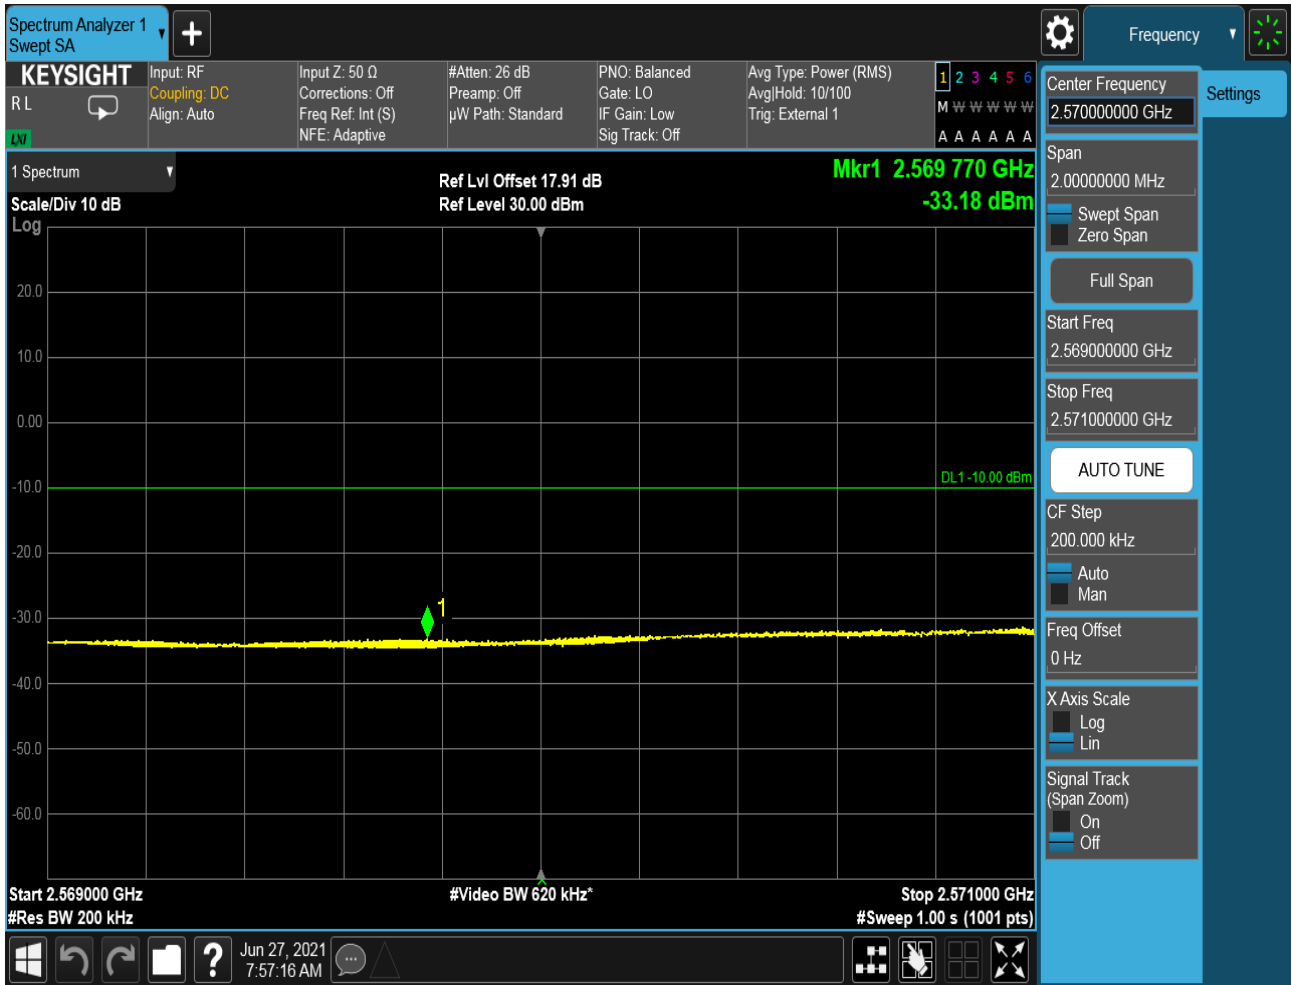 Spectrum Analyzer 1
Swept SA
Frequency
KEYSIGHT
R L
LXI
Input: RF
Coupling: DC
Align: Auto
Input Z: 50 Ω
Corrections: Off
Freq Ref: Int (S)
NFE: Adaptive
#Atten: 26 dB
Preamp: Off
µW Path: Standard
PNO: Balanced
Gate: LO
IF Gain: Low
Sig Track: Off
Avg Type: Power (RMS)
Avg|Hold: 10/100
Trig: External 1
1 2 3 4 5 6
M W W W W W
A A A A A A
1 Spectrum
Scale/Div 10 dB
Log
Ref Lvl Offset 17.91 dB
Ref Level 30.00 dBm
Mkr1 2.569 770 GHz
-33.18 dBm
20.0
10.0
0.00
-10.0
DL1 -10.00 dBm
-20.0
-30.0
1
-40.0
-50.0
-60.0
Start 2.569000 GHz
#Res BW 200 kHz
#Video BW 620 kHz*
Stop 2.571000 GHz
#Sweep 1.00 s (1001 pts)
Center Frequency
2.570000000 GHz
Settings
Span
2.00000000 MHz
Swept Span
Zero Span
Full Span
Start Freq
2.569000000 GHz
Stop Freq
2.571000000 GHz
AUTO TUNE
CF Step
200.000 kHz
Auto
Man
Freq Offset
0 Hz
X Axis Scale
Log
Lin
Signal Track
(Span Zoom)
On
Off
?
Jun 27, 2021
7:57:16 AM